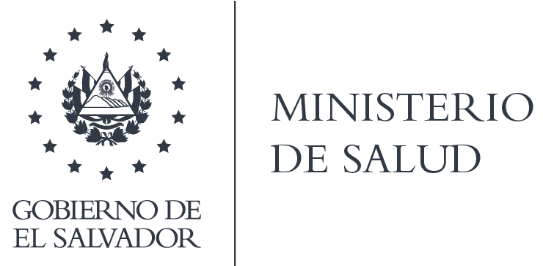 GOBIERNO DE
EL SALVADOR
MINISTERIO
DE SALUD